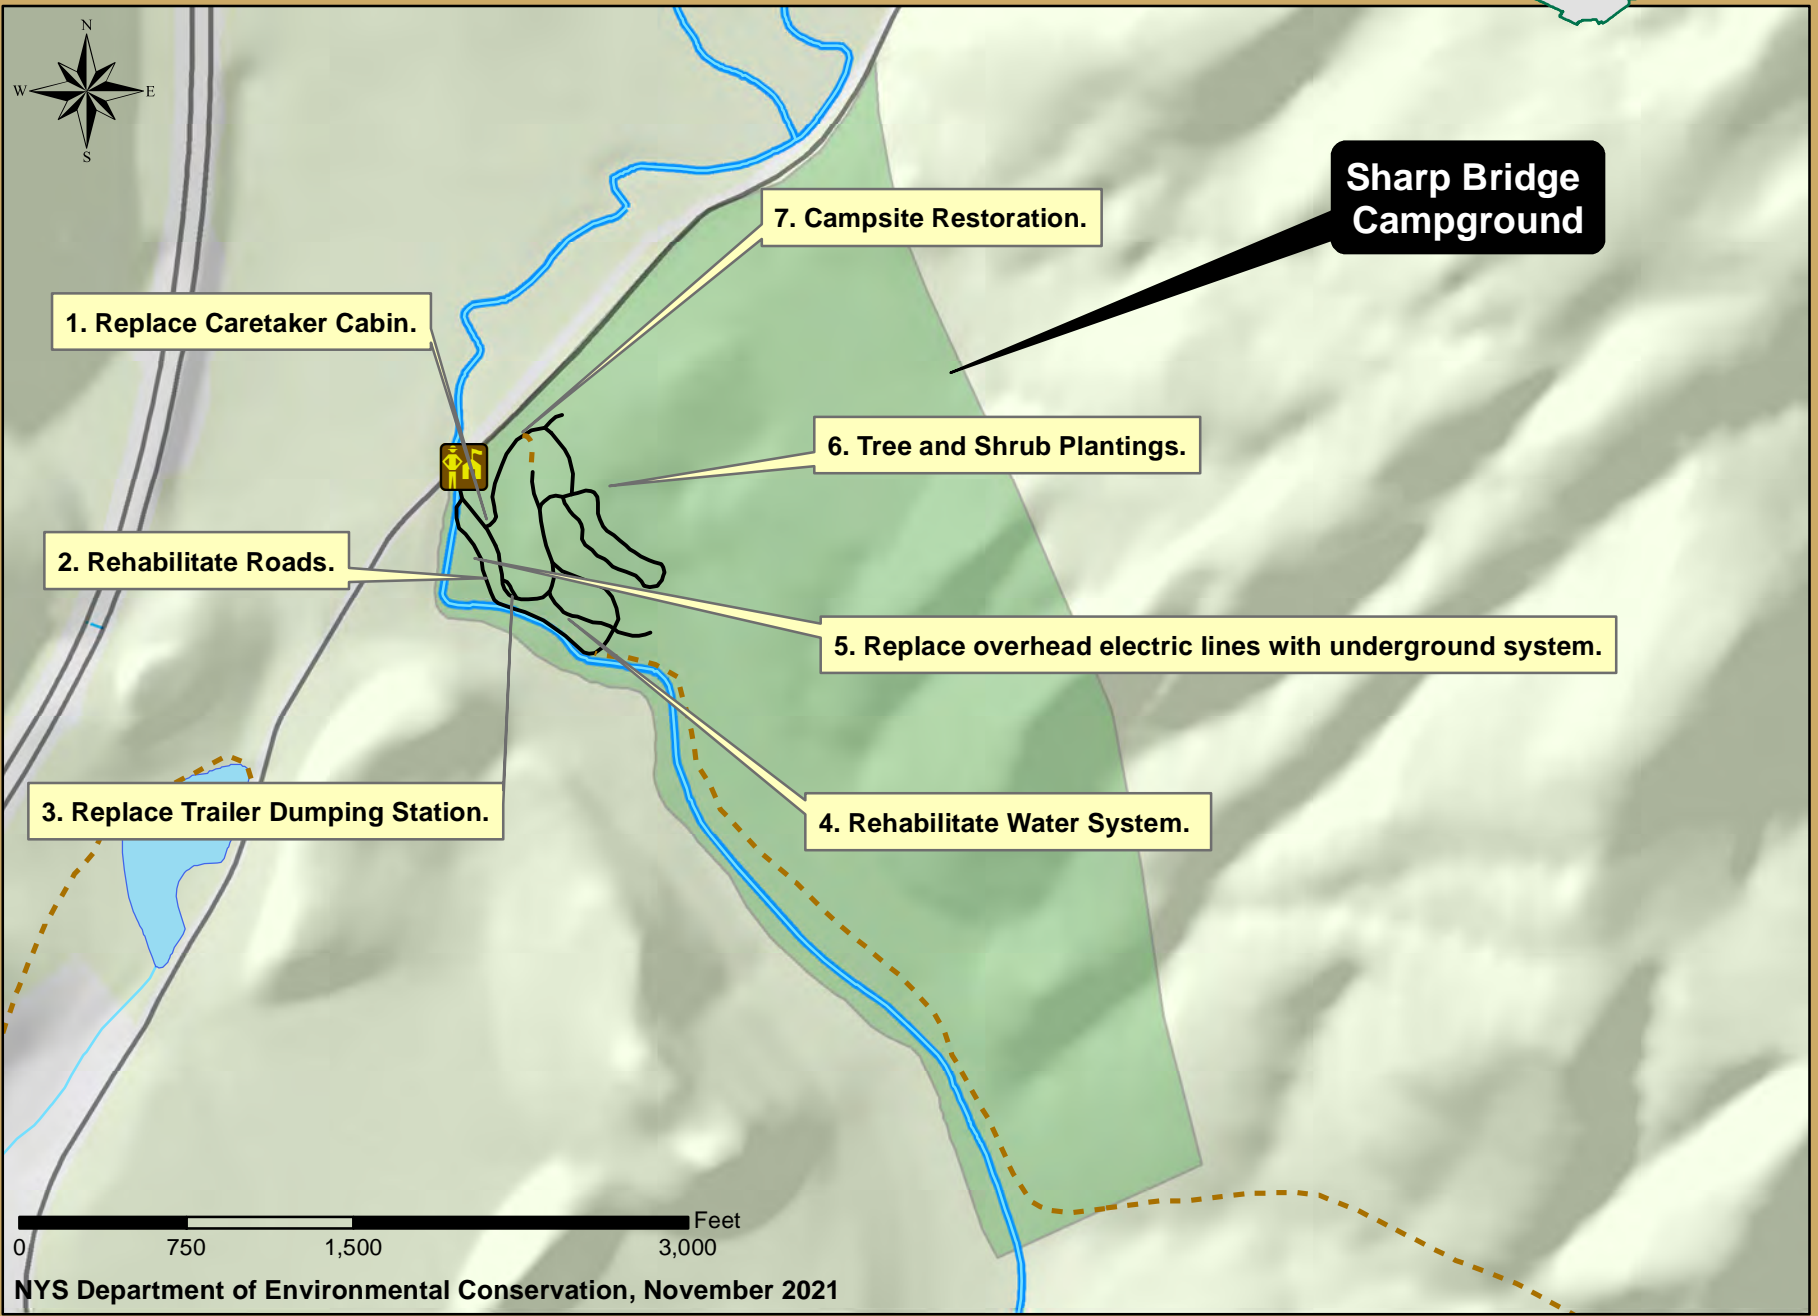 N
W
E
S
Sharp Bridge
Campground
7. Campsite Restoration.
1. Replace Caretaker Cabin.
6. Tree and Shrub Plantings.
2. Rehabilitate Roads.
5. Replace overhead electric lines with underground system.
3. Replace Trailer Dumping Station.
4. Rehabilitate Water System.
Feet
0 750 1,500 3,000
NYS Department of Environmental Conservation, November 2021